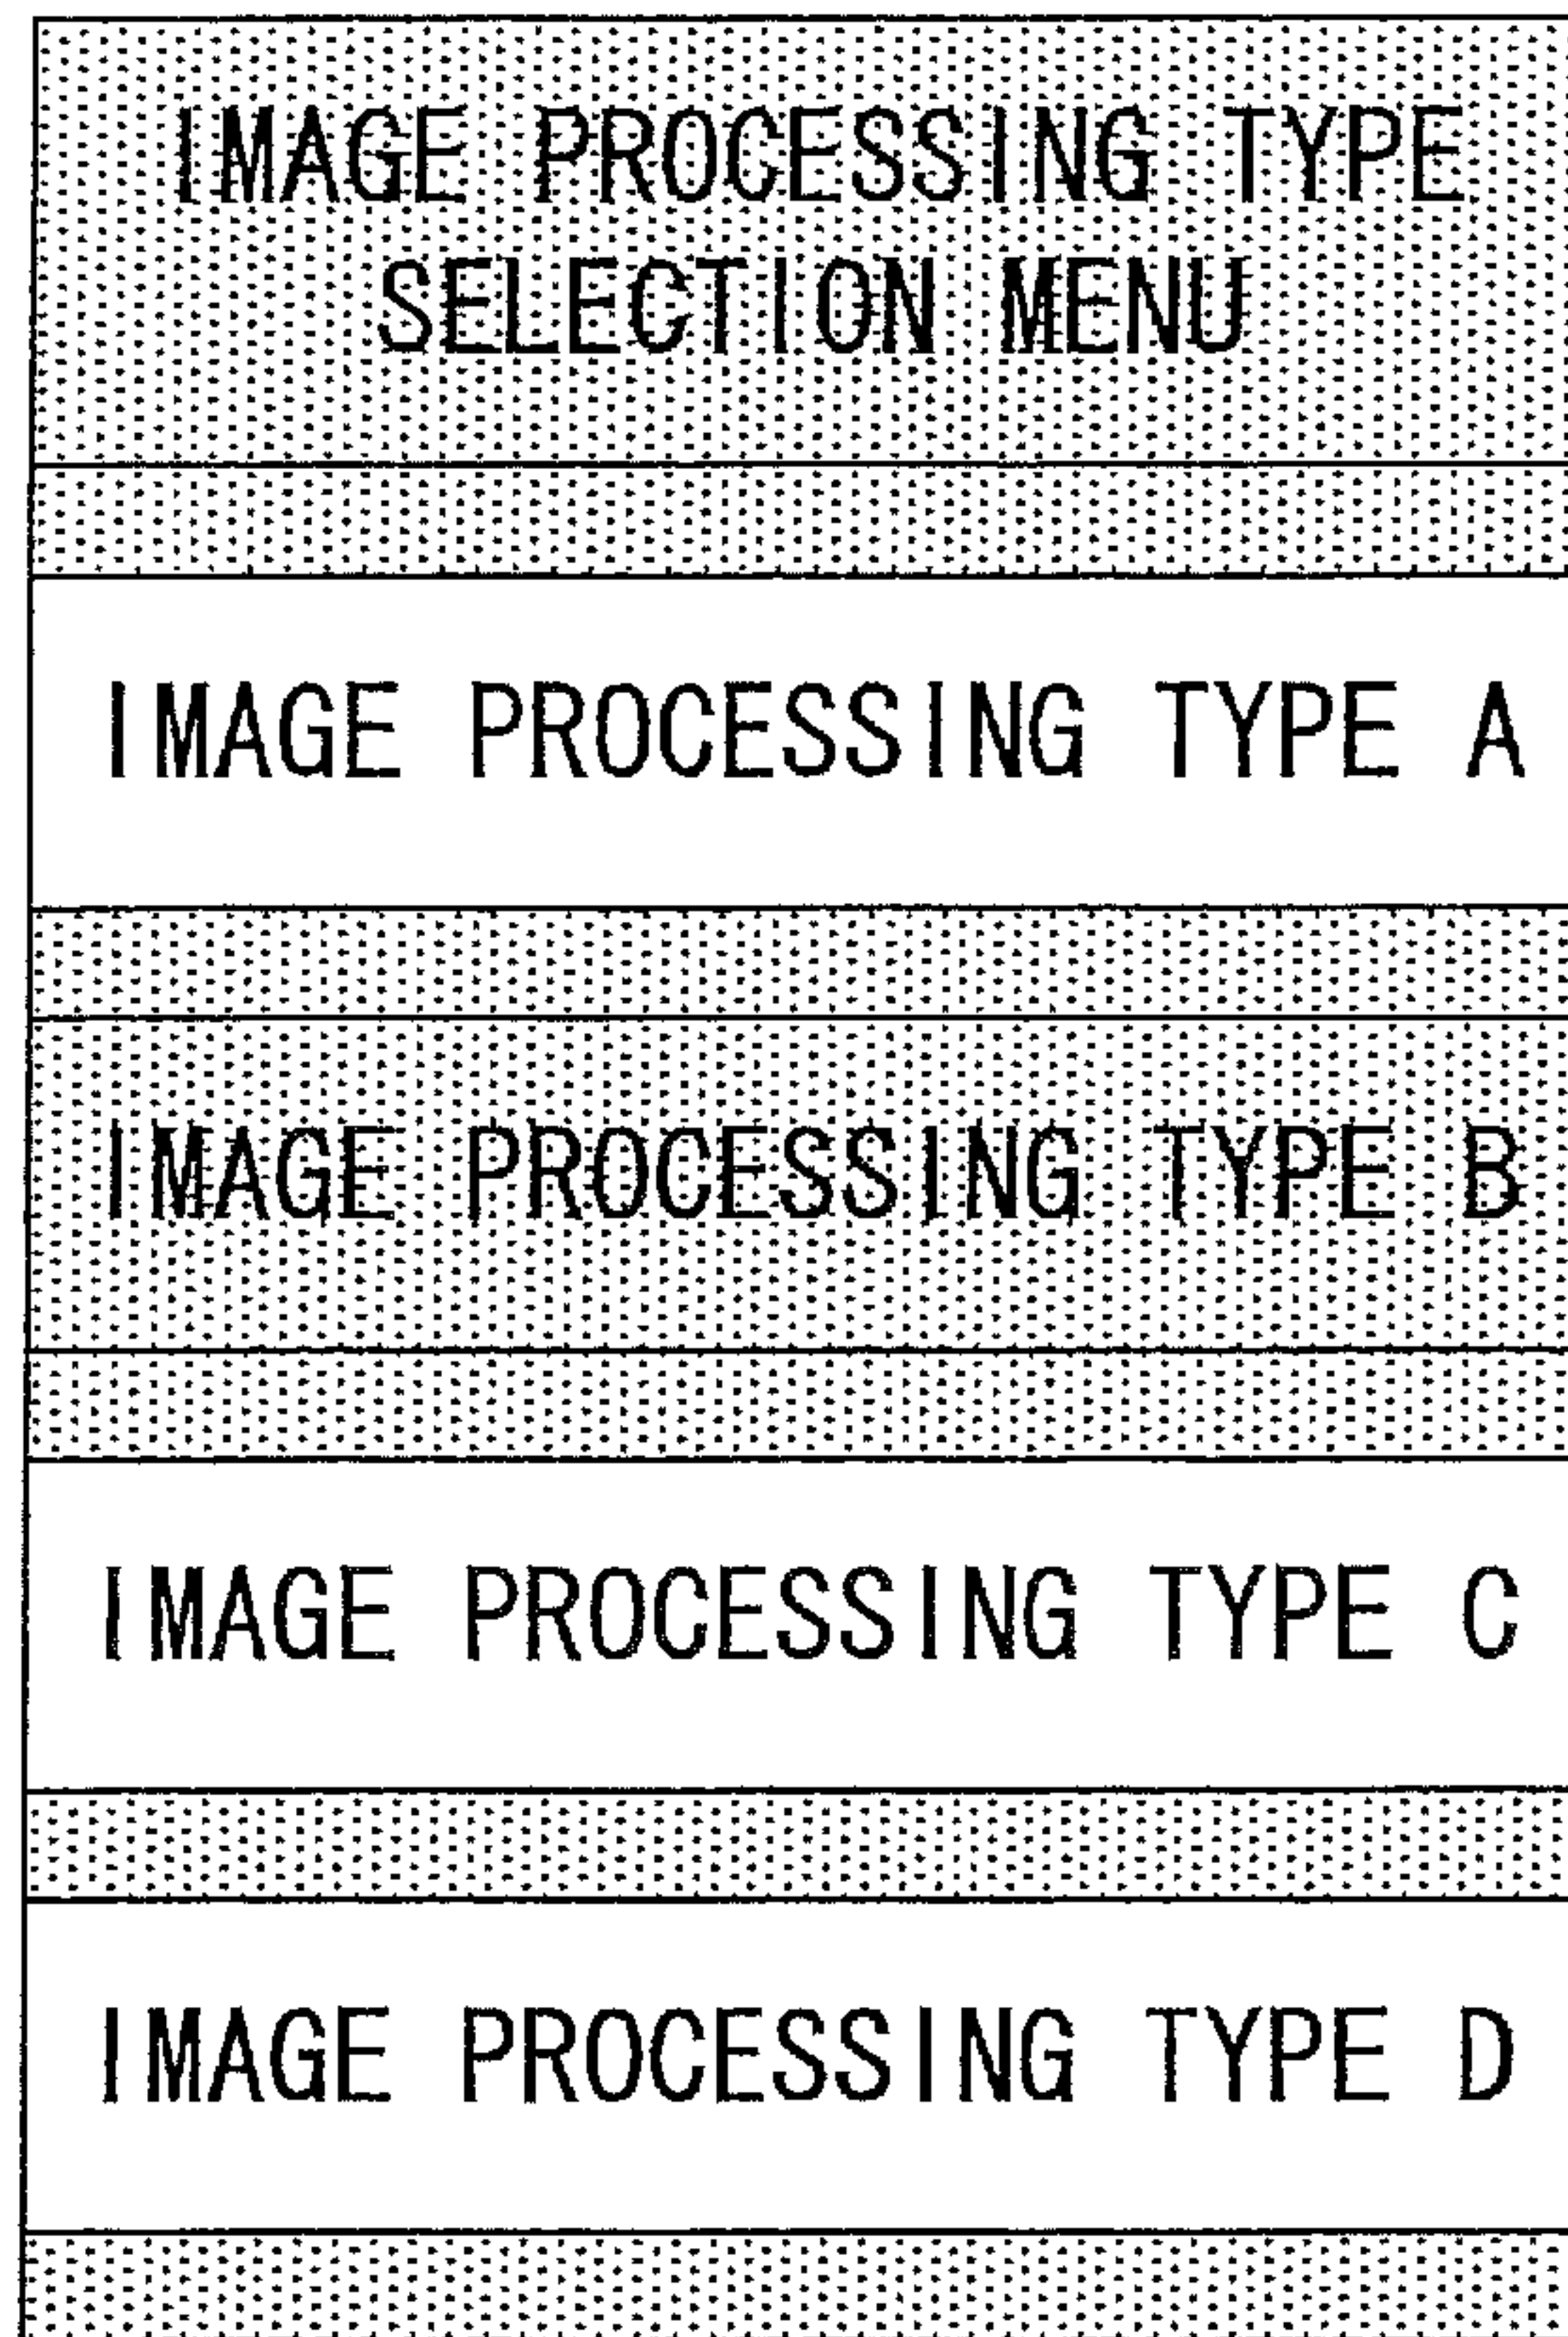 IMAGE PROCESSING TYPE
SELECTION MENU
IMAGE PROCESSING TYPE A
IMAGE PROCESSING TYPE B
IMAGE PROCESSING TYPE C
IMAGE PROCESSING TYPE D